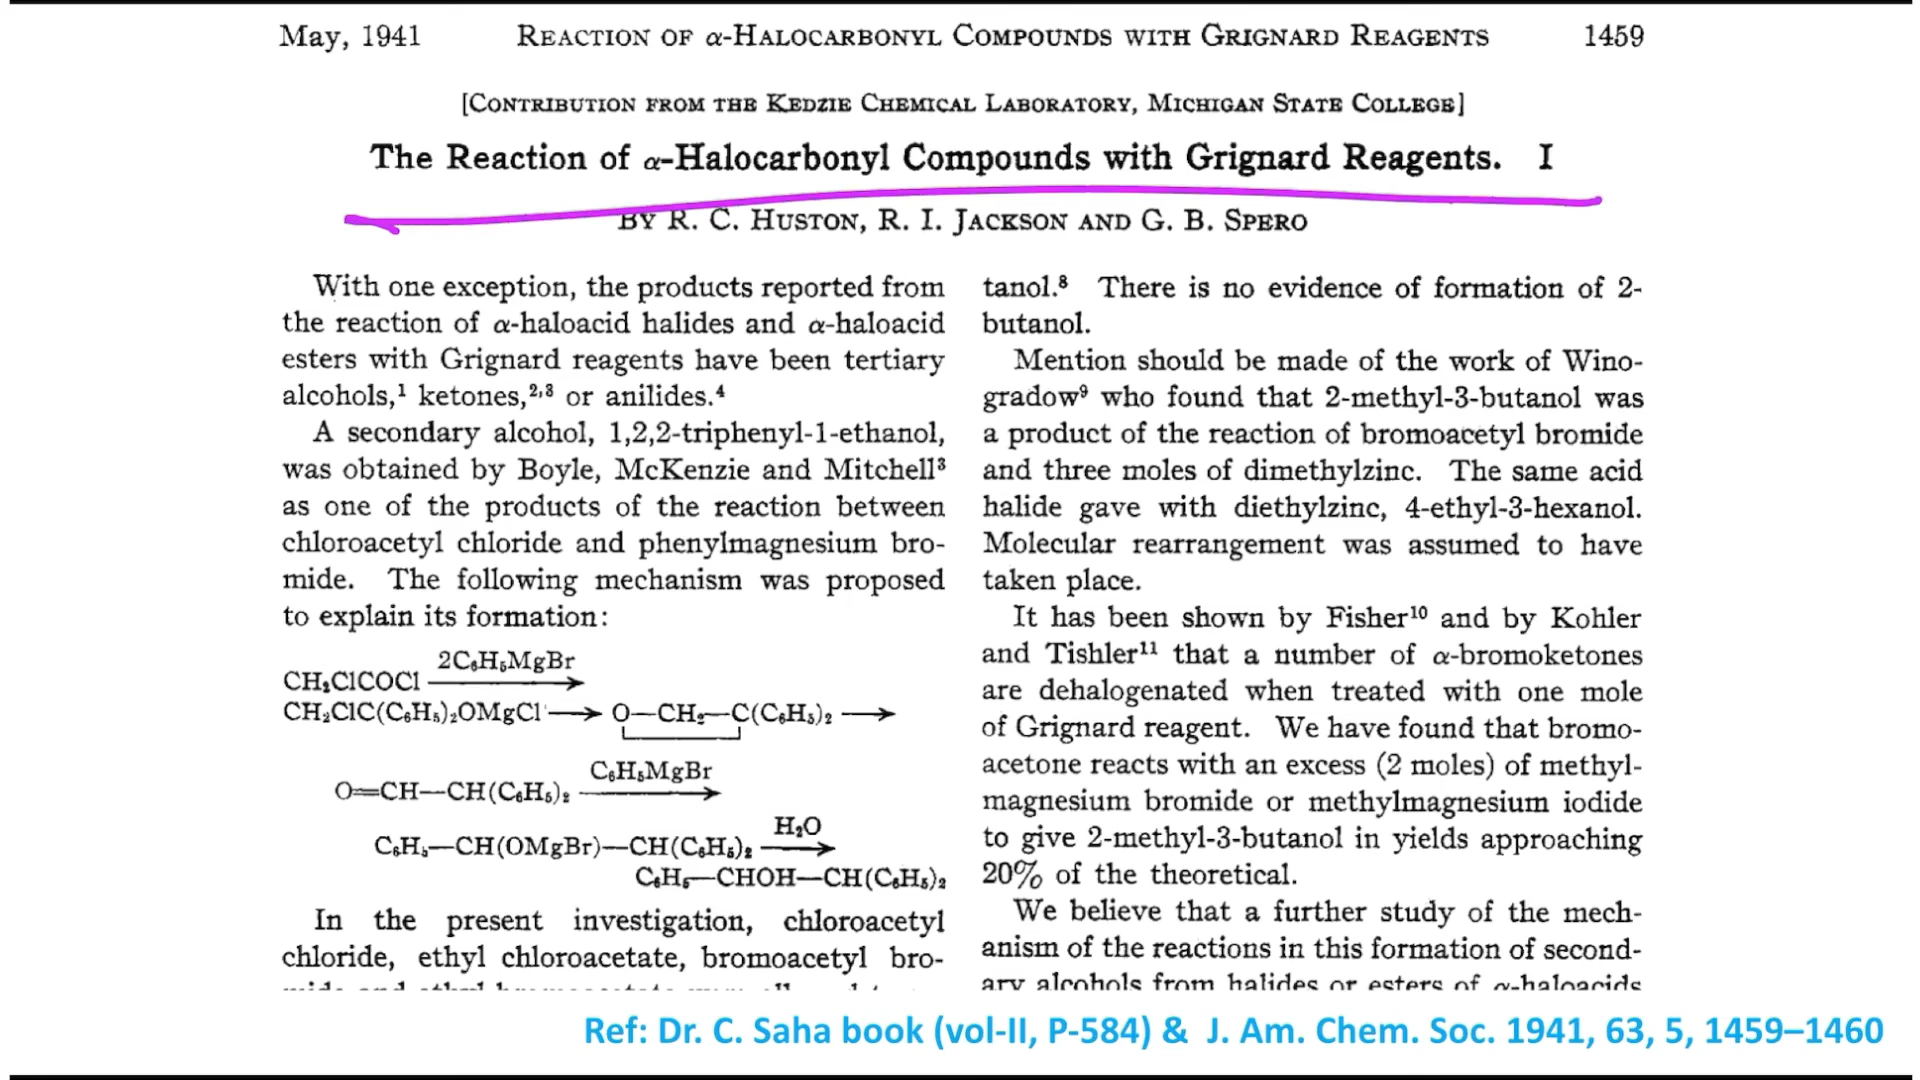 May, 1941 REACTION OF α-HALOCARBONYL COMPOUNDS WITH GRIGNARD REAGENTS 1459
[CONTRIBUTION FROM THE KEDZIE CHEMICAL LABORATORY, MICHIGAN STATE COLLEGE]
The Reaction of α-Halocarbonyl Compounds with Grignard Reagents. I
BY R. C. HUSTON, R. I. JACKSON AND G. B. SPERO
With one exception, the products reported from
the reaction of α-haloacid halides and α-haloacid
esters with Grignard reagents have been tertiary
alcohols,¹ ketones,²,³ or anilides.⁴
A secondary alcohol, 1,2,2-triphenyl-1-ethanol,
was obtained by Boyle, McKenzie and Mitchell³
as one of the products of the reaction between
chloroacetyl chloride and phenylmagnesium bro-
mide. The following mechanism was proposed
to explain its formation:
2C₆H₅MgBr
CH₂ClCOCl ⟶
CH₂ClC(C₆H₅)₂OMgCl ⟶ O—CH₂—C(C₆H₅)₂ ⟶
C₆H₅MgBr
O=CH—CH(C₆H₅)₂ ⟶
H₂O
C₆H₅—CH(OMgBr)—CH(C₆H₅)₂ ⟶
C₆H₅—CHOH—CH(C₆H₅)₂
In the present investigation, chloroacetyl
chloride, ethyl chloroacetate, bromoacetyl bro-
tanol.⁸ There is no evidence of formation of 2-
butanol.
Mention should be made of the work of Wino-
gradow⁹ who found that 2-methyl-3-butanol was
a product of the reaction of bromoacetyl bromide
and three moles of dimethylzinc. The same acid
halide gave with diethylzinc, 4-ethyl-3-hexanol.
Molecular rearrangement was assumed to have
taken place.
It has been shown by Fisher¹⁰ and by Kohler
and Tishler¹¹ that a number of α-bromoketones
are dehalogenated when treated with one mole
of Grignard reagent. We have found that bromo-
acetone reacts with an excess (2 moles) of methyl-
magnesium bromide or methylmagnesium iodide
to give 2-methyl-3-butanol in yields approaching
20% of the theoretical.
We believe that a further study of the mech-
anism of the reactions in this formation of second-
ary alcohols from halides or esters of α-haloacids
Ref: Dr. C. Saha book (vol-II, P-584) & J. Am. Chem. Soc. 1941, 63, 5, 1459–1460